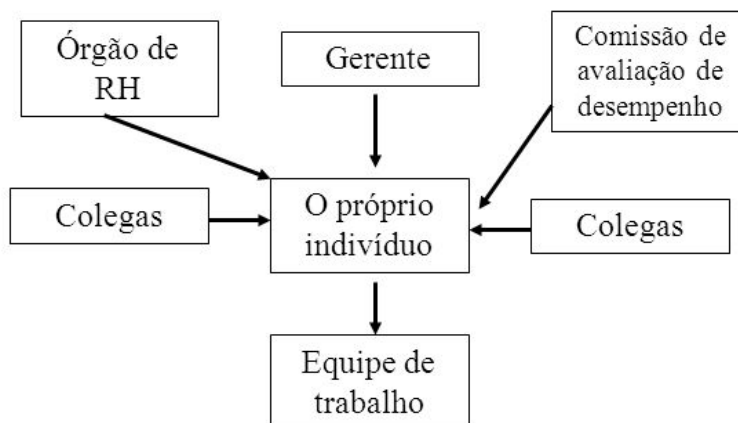 Órgão de
RH
Gerente
Comissão de
avaliação de
desempenho
Colegas
O próprio
indivíduo
Colegas
Equipe de
trabalho